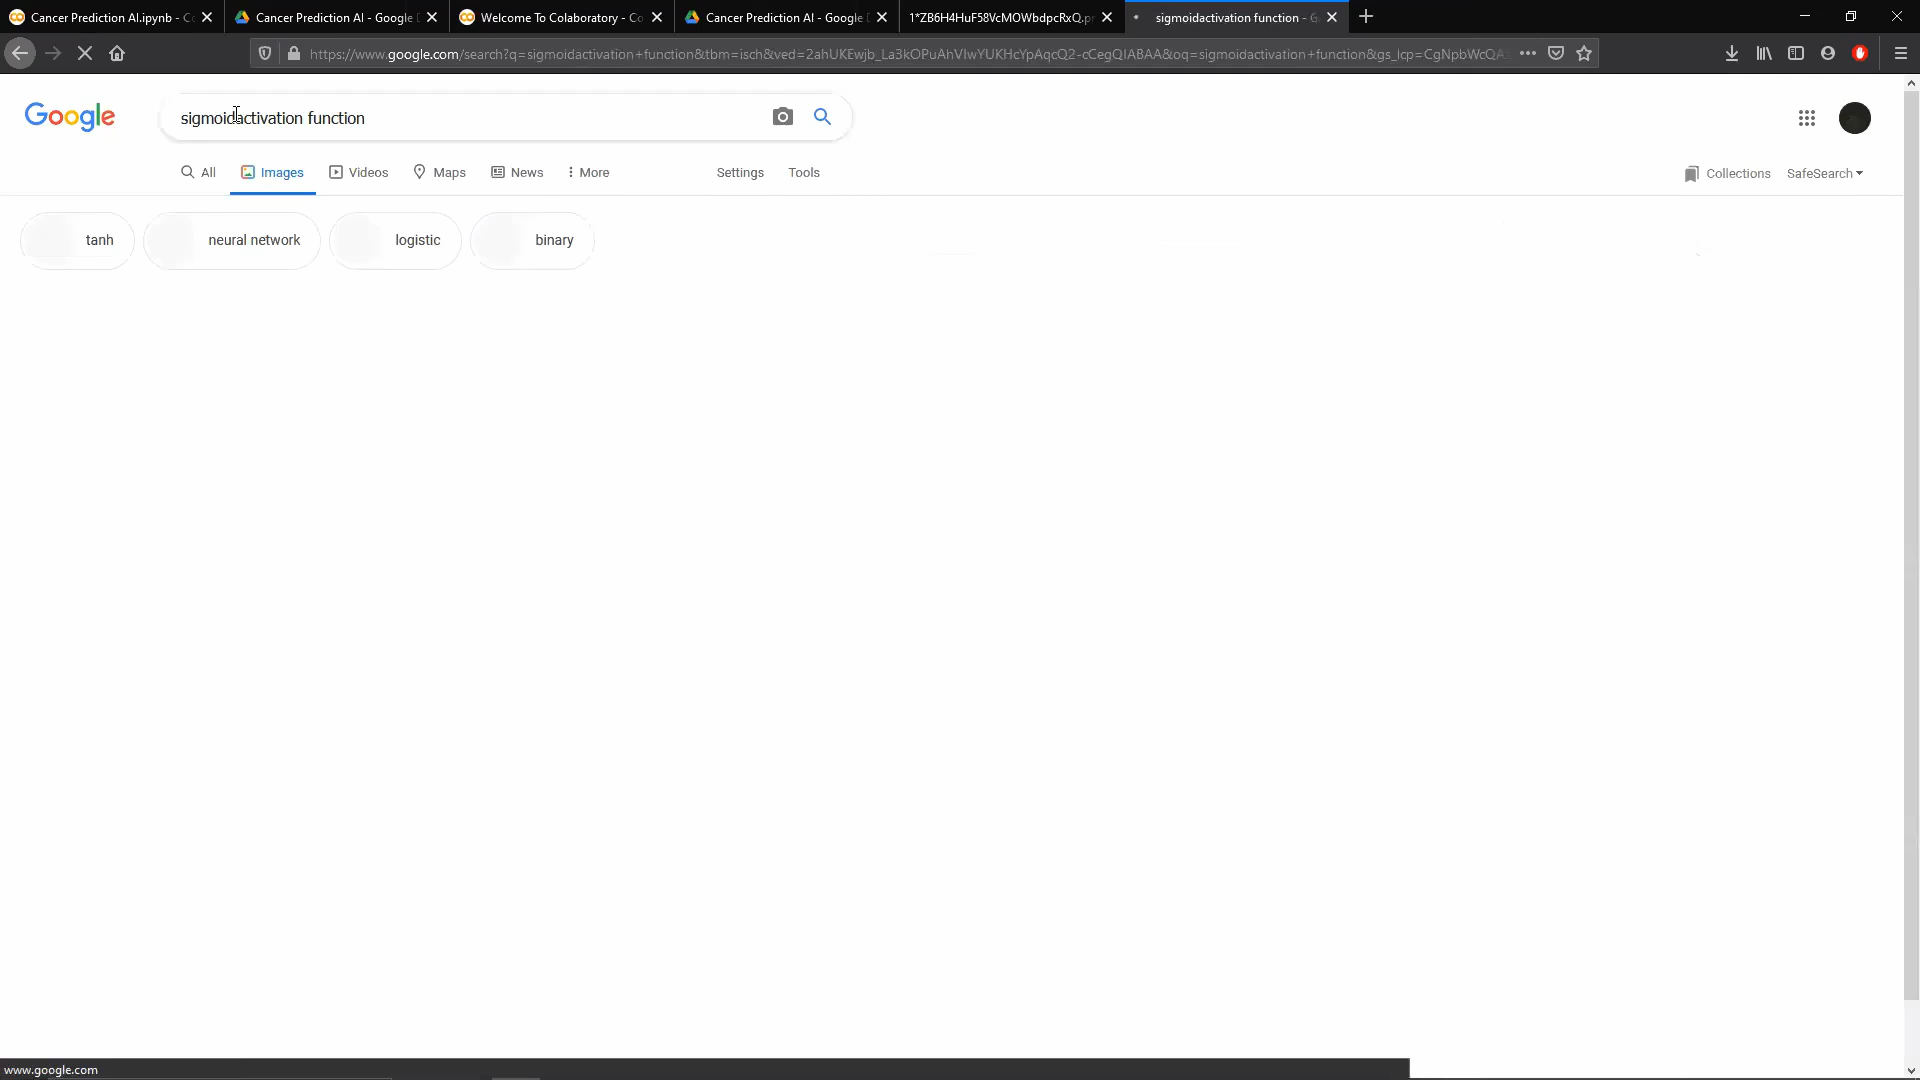 Cancer Prediction AI.ipynb - Co
Cancer Prediction AI - Google D
Welcome To Colaboratory - Co
Cancer Prediction AI - Google D
1*ZB6H4HuF58VcMOWbdpcRxQ.pn
sigmoidactivation function - G
https://www.google.com/search?q=sigmoidactivation+function&tbm=isch&ved=2ahUKEwjb_La3kOPuAhVIwYUKHcYpAqcQ2-cCegQIABAA&oq=sigmoidactivation+function&gs_lcp=CgNpbWcQA
Google
sigmoidactivation function
All
Images
Videos
Maps
News
More
Settings
Tools
Collections
SafeSearch
tanh
neural network
logistic
binary
www.google.com